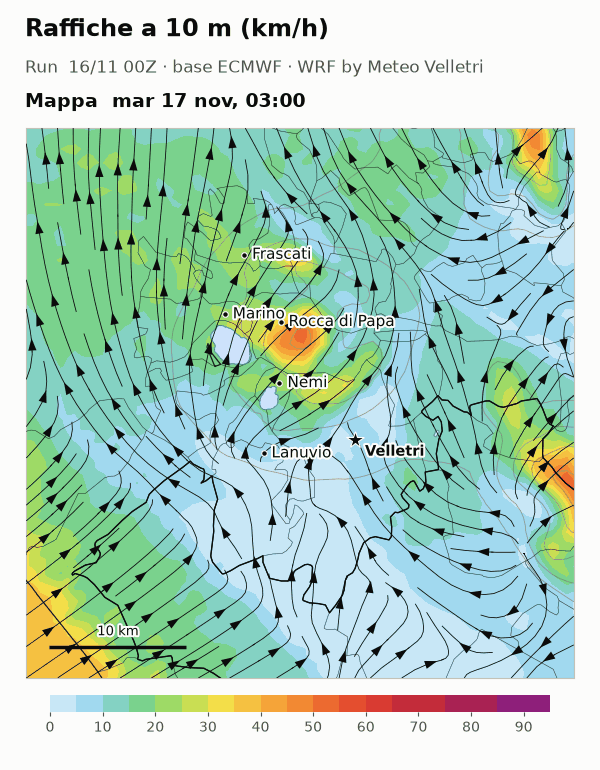 Raffiche a 10 m (km/h)
Run  16/11 00Z · base ECMWF · WRF by Meteo Velletri
Mappa  mar 17 nov, 03:00
Frascati
Marino
Rocca di Papa
Nemi
Lanuvio
Velletri
10 km
0 10 20 30 40 50 60 70 80 90